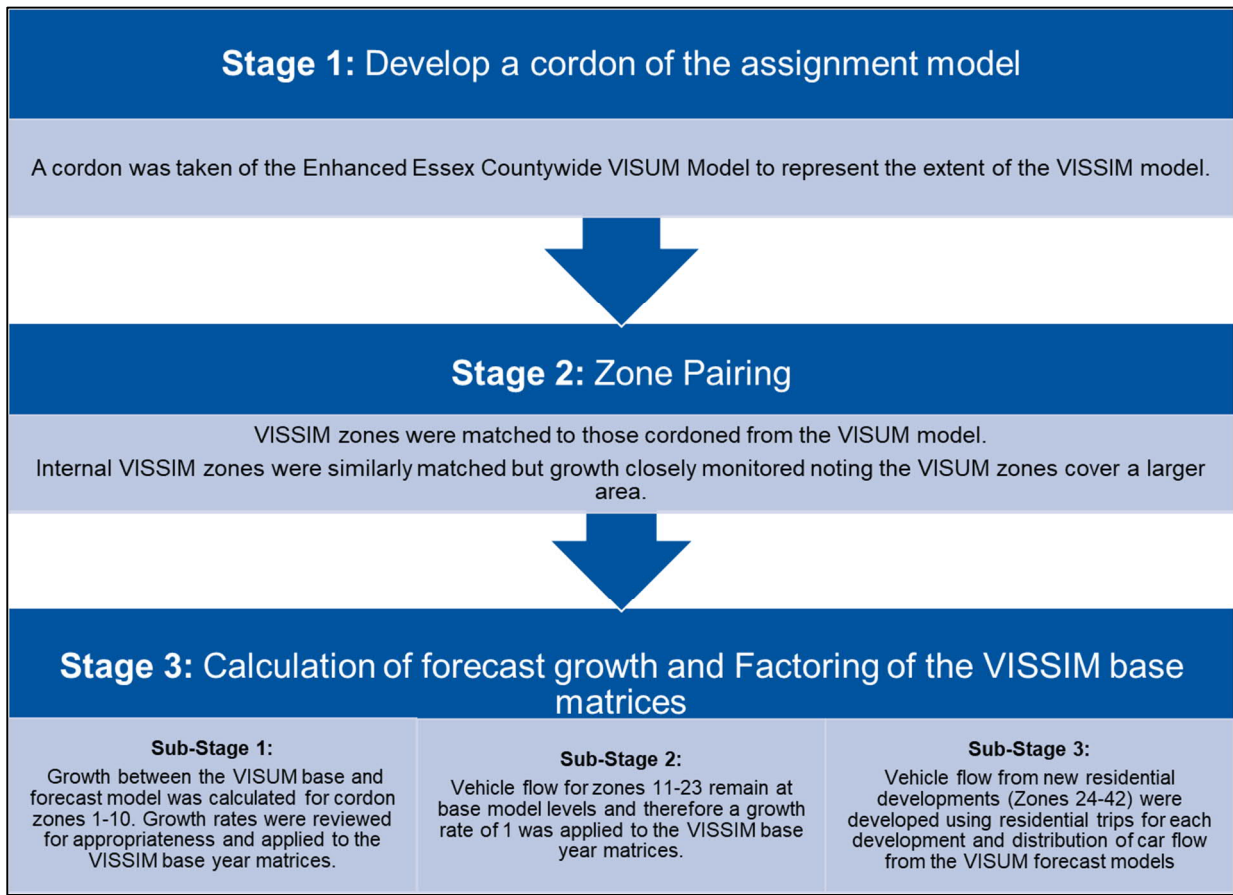 Stage 1: Develop a cordon of the assignment model
A cordon was taken of the Enhanced Essex Countywide VISUM Model to represent the extent of the VISSIM model.
Stage 2: Zone Pairing
VISSIM zones were matched to those cordoned from the VISUM model.
Internal VISSIM zones were similarly matched but growth closely monitored noting the VISUM zones cover a larger
area.
Stage 3: Calculation of forecast growth and Factoring of the VISSIM base
matrices
Sub-Stage 1:
Growth between the VISUM base and
forecast model was calculated for cordon
zones 1-10. Growth rates were reviewed
for appropriateness and applied to the
VISSIM base year matrices.
Sub-Stage 2:
Vehicle flow for zones 11-23 remain at
base model levels and therefore a growth
rate of 1 was applied to the VISSIM base
year matrices.
Sub-Stage 3:
Vehicle flow from new residential
developments (Zones 24-42) were
developed using residential trips for each
development and distribution of car flow
from the VISUM forecast models